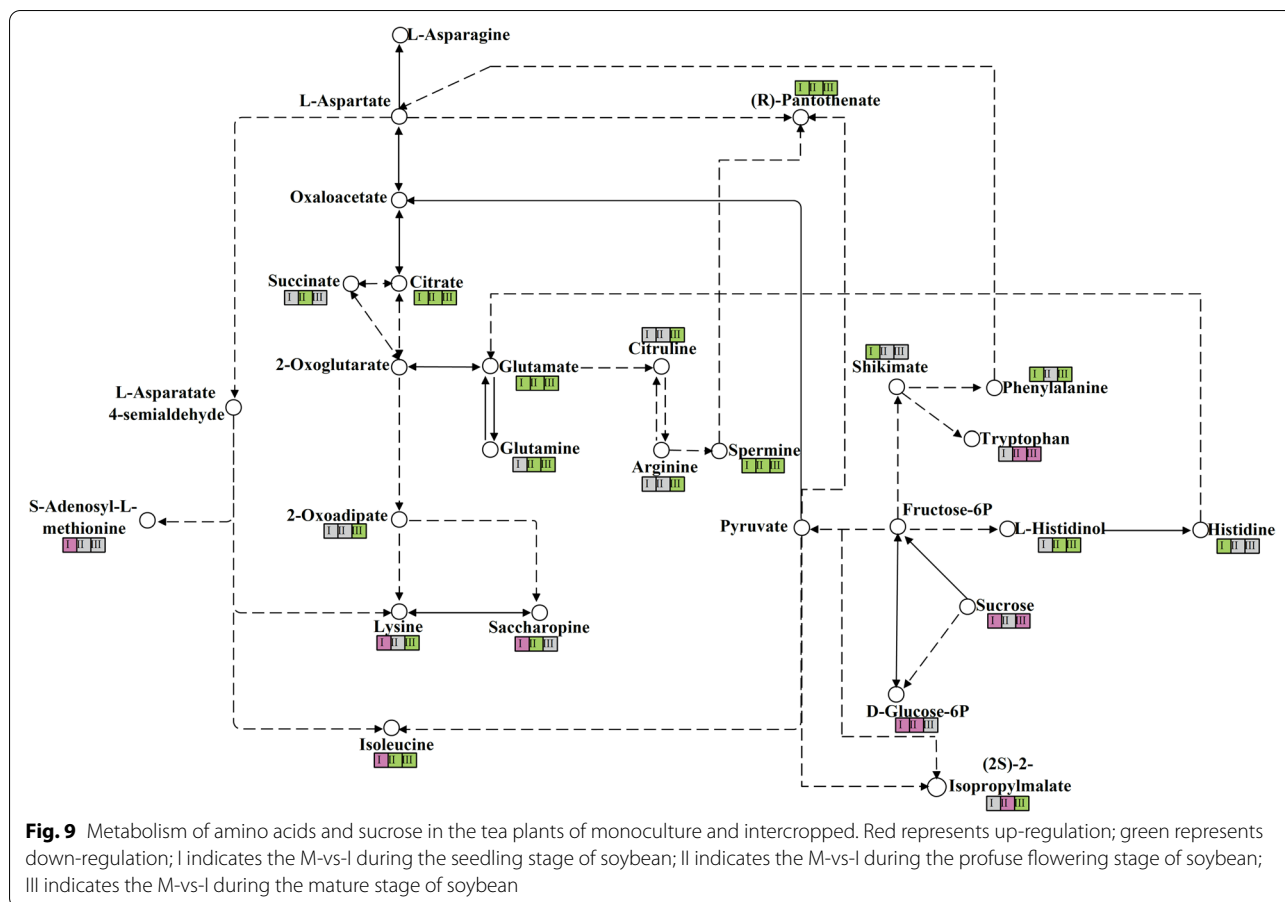 L-Asparagine
L-Aspartate
(R)-Pantothenate
I II III
Oxaloacetate
Succinate
I II III
Citrate
I II III
2-Oxoglutarate
Glutamate
I II III
I II III
Citruline
I II III
Shikimate
Phenylalanine
I II III
L-Asparatate
4-semialdehyde
Glutamine
I II III
Arginine
I II III
Spermine
I II III
Tryptophan
I II III
S-Adenosyl-L-
methionine
I II III
2-Oxoadipate
I II III
Pyruvate
Fructose-6P
L-Histidinol
I II III
Histidine
I II III
Lysine
I II III
Saccharopine
I II III
Sucrose
I II III
D-Glucose-6P
I II III
Isoleucine
I II III
(2S)-2-
Isopropylmalate
I II III
Fig. 9 Metabolism of amino acids and sucrose in the tea plants of monoculture and intercropped. Red represents up-regulation; green represents
down-regulation; I indicates the M-vs-I during the seedling stage of soybean; II indicates the M-vs-I during the profuse flowering stage of soybean;
III indicates the M-vs-I during the mature stage of soybean